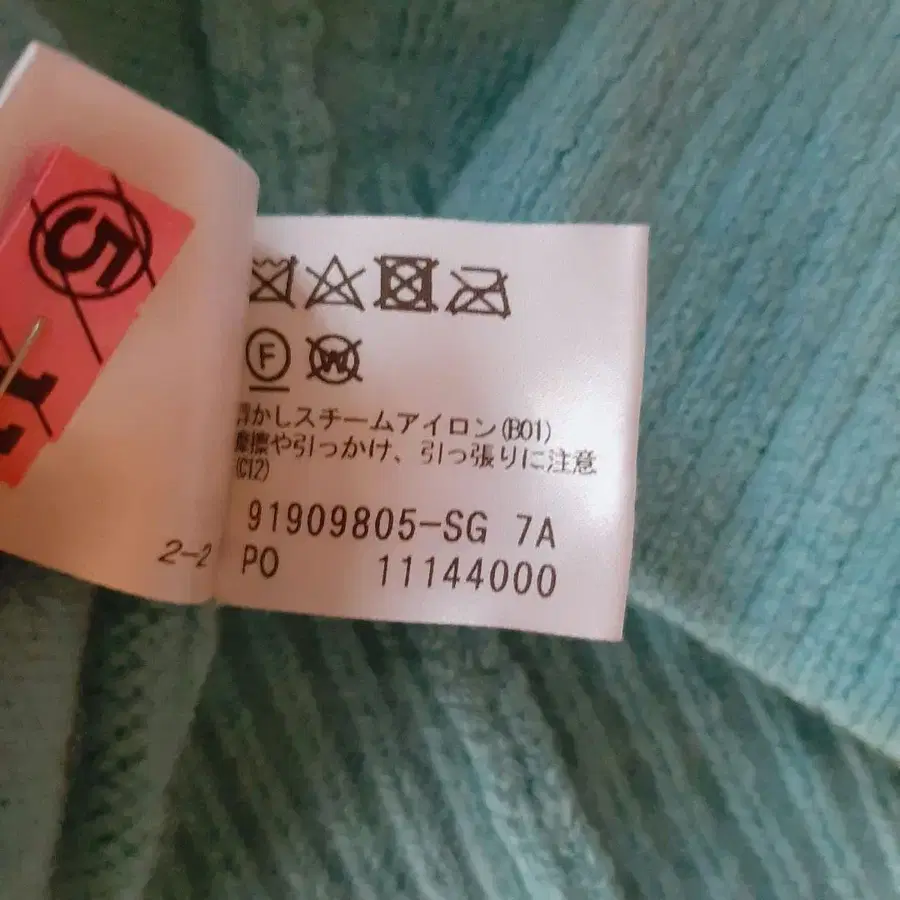 5
F
W
浮かしスチームアイロン(B01)
摩擦や引っかけ、引っ張りに注意
(C12)
91909805-SG 7A
PO 11144000
2-2